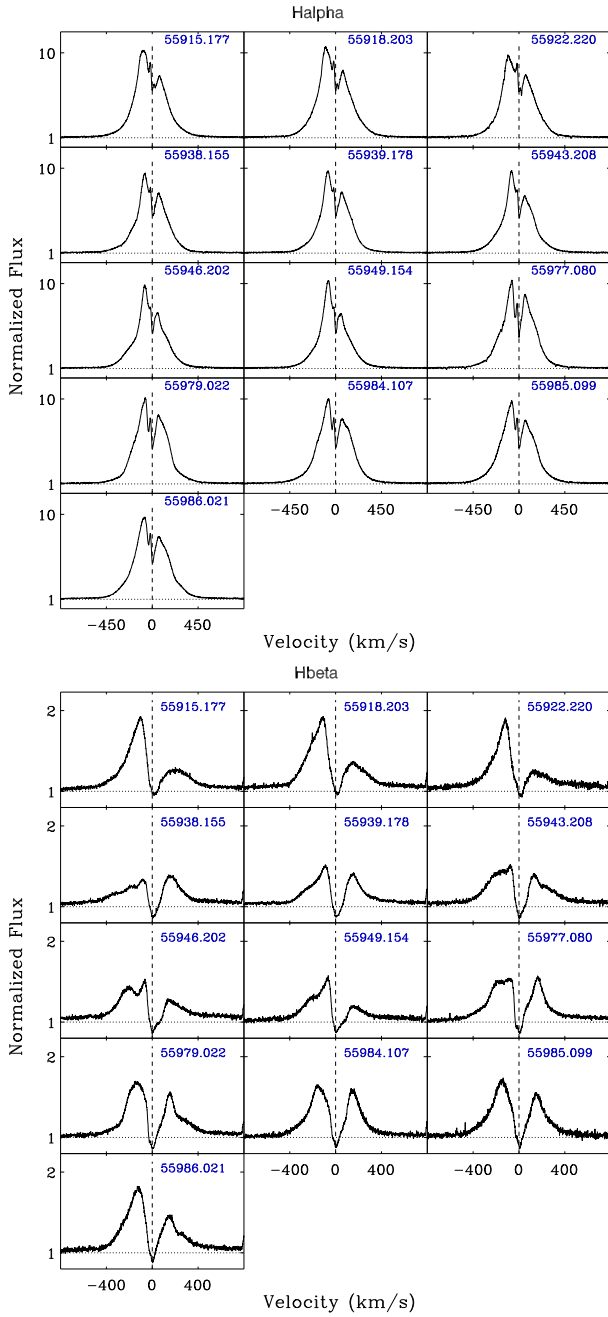 Halpha
55915.177 55918.203 55922.220
10
1
55938.155 55939.178 55943.208
10
1
55946.202 55949.154 55977.080
10
1
55979.022 55984.107 55985.099
10
1
55986.021
10
1
−450 0 450 −450 0 450
−450 0 450
Normalized Flux
Velocity (km/s)
Hbeta
55915.177 55918.203 55922.220
2
1
55938.155 55939.178 55943.208
2
1
55946.202 55949.154 55977.080
2
1
55979.022 55984.107 55985.099
2
1
55986.021
2
1
−400 0 400 −400 0 400
−400 0 400
Normalized Flux
Velocity (km/s)